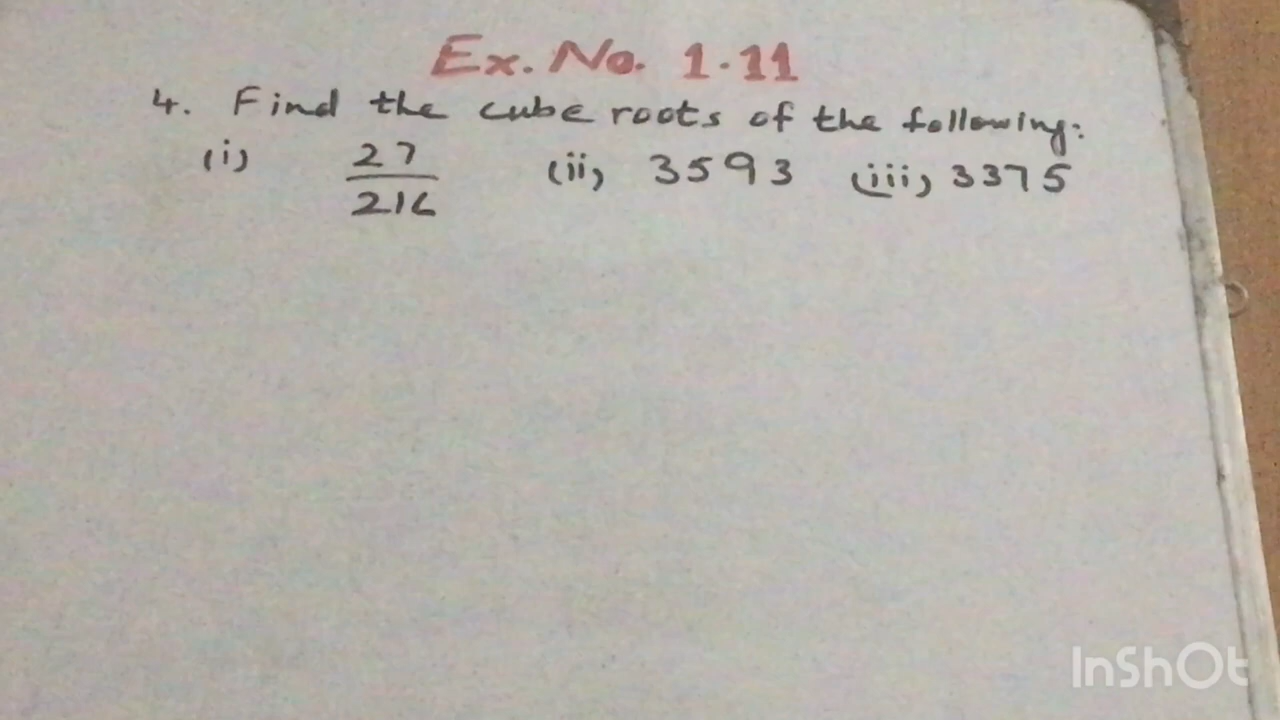 Ex. No. 1.11
4. Find the cube roots of the following:
(i) 27/216 (ii) 3593 (iii) 3375
InShOt